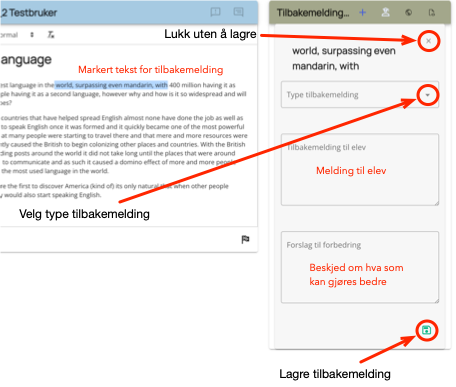 _2 Testbruker
Tilbakemelding...
ormal
Lukk uten å lagre
anguage
world, surpassing even
mandarin, with
Markert tekst for tilbakemelding
est language in the world, surpassing even mandarin, with 400 million having it as
ple having it as a second language, however why and how is it so widespread and will
ces?
Type tilbakemelding
countries that have helped spread English almost none have done the job as well as
to speak English once it was formed and it quickly became one of the most powerful
at many people were starting to travel there and that mere and more resources were
ntly caused the British to begin colonizing other places and countries. With the British
ding posts around the world it did not take long until the places that were around
to communicate and as such it caused a domino effect of more and more people
the most used language in the world.
re the first to discover America (kind of) its only natural that when other people
y would also start speaking English.
Tilbakemelding til elev
Melding til elev
Velg type tilbakemelding
Forslag til forbedring
Beskjed om hva som
kan gjøres bedre
Lagre tilbakemelding